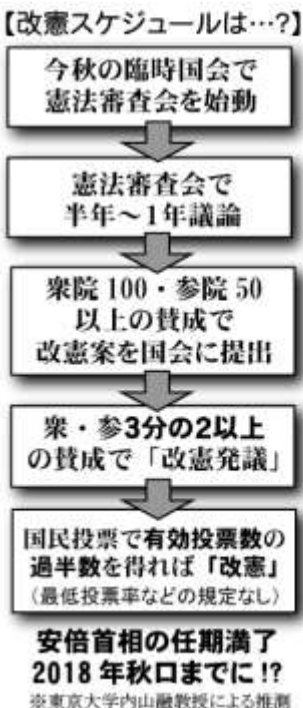 【改憲スケジュールは…?】
今秋の臨時国会で
憲法審査会を始動
憲法審査会で
半年～1年議論
衆院100・参院50
以上の賛成で
改憲案を国会に提出
衆・参3分の2以上
の賛成で「改憲発議」
国民投票で有効投票数の
過半数を得れば「改憲」
（最低投票率などの規定なし）
安倍首相の任期満了
2018年秋口までに!?
※東京大学内山融教授による推測